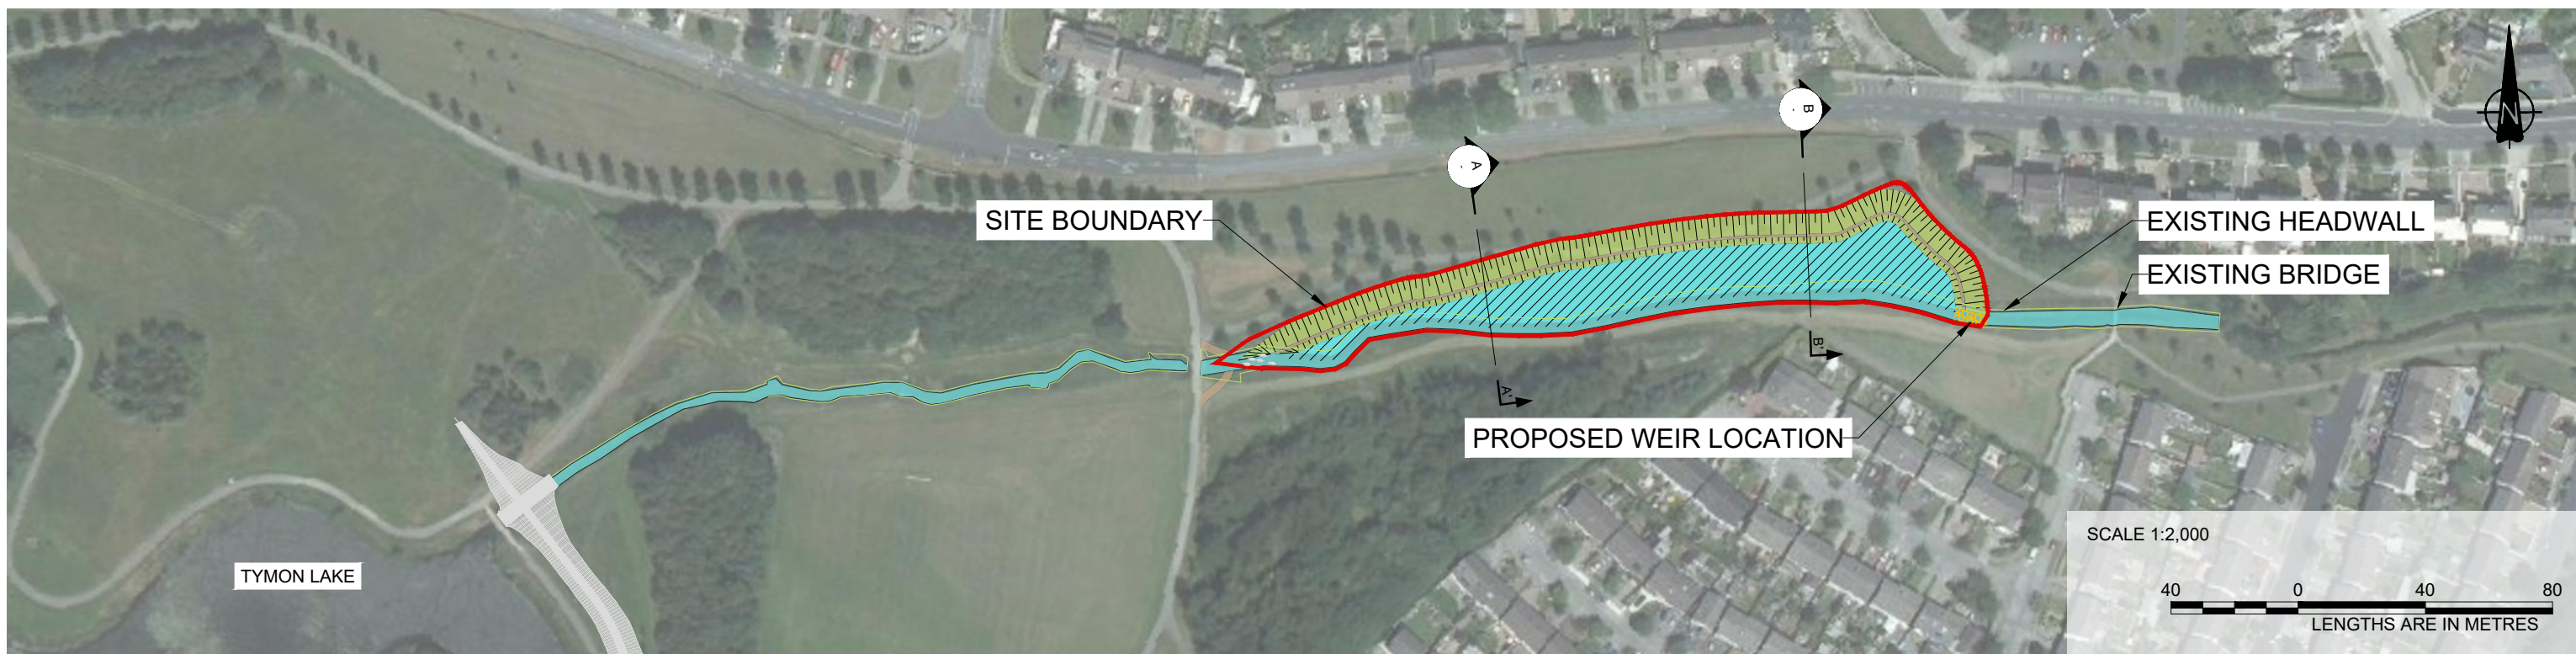 B
N
A
SITE BOUNDARY
EXISTING HEADWALL
EXISTING BRIDGE
B'
A'
PROPOSED WEIR LOCATION
TYMON LAKE
SCALE 1:2,000
40 0 40 80
LENGTHS ARE IN METRES